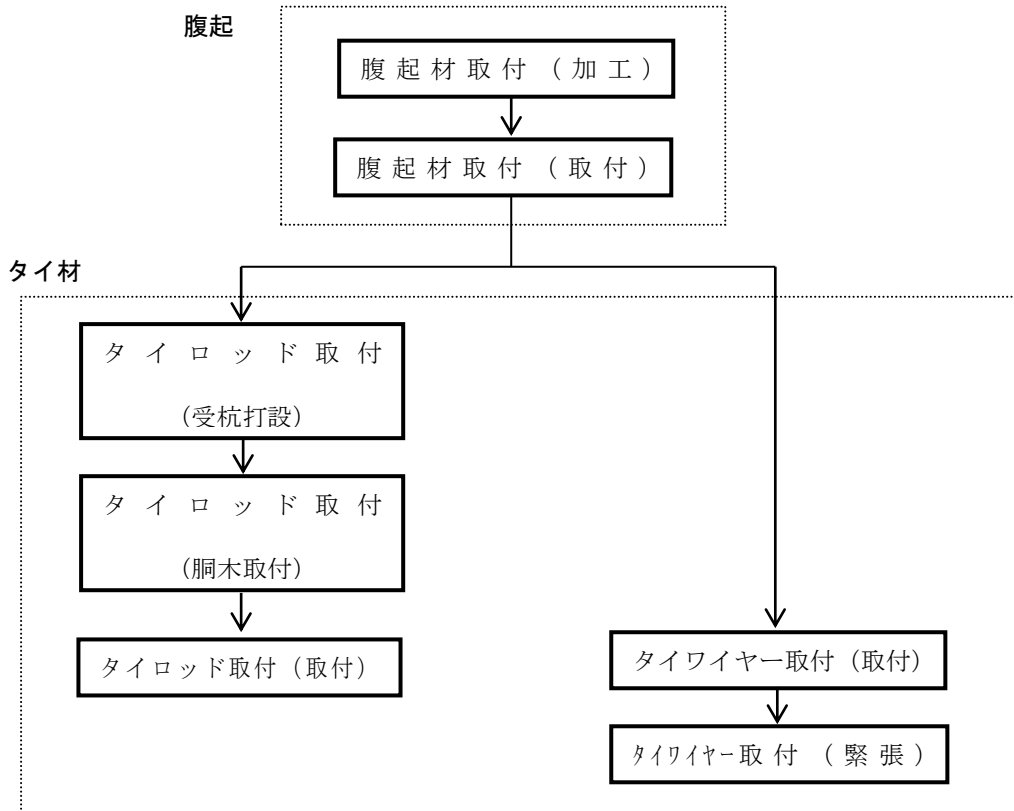 腹起
腹起材取付（加工）
腹起材取付（取付）
タイ材
タイロッド取付
(受杭打設)
タイロッド取付
(胴木取付)
タイロッド取付（取付）
タイワイヤー取付（取付）
ﾀｲﾜｲﾔｰ取付（緊張）